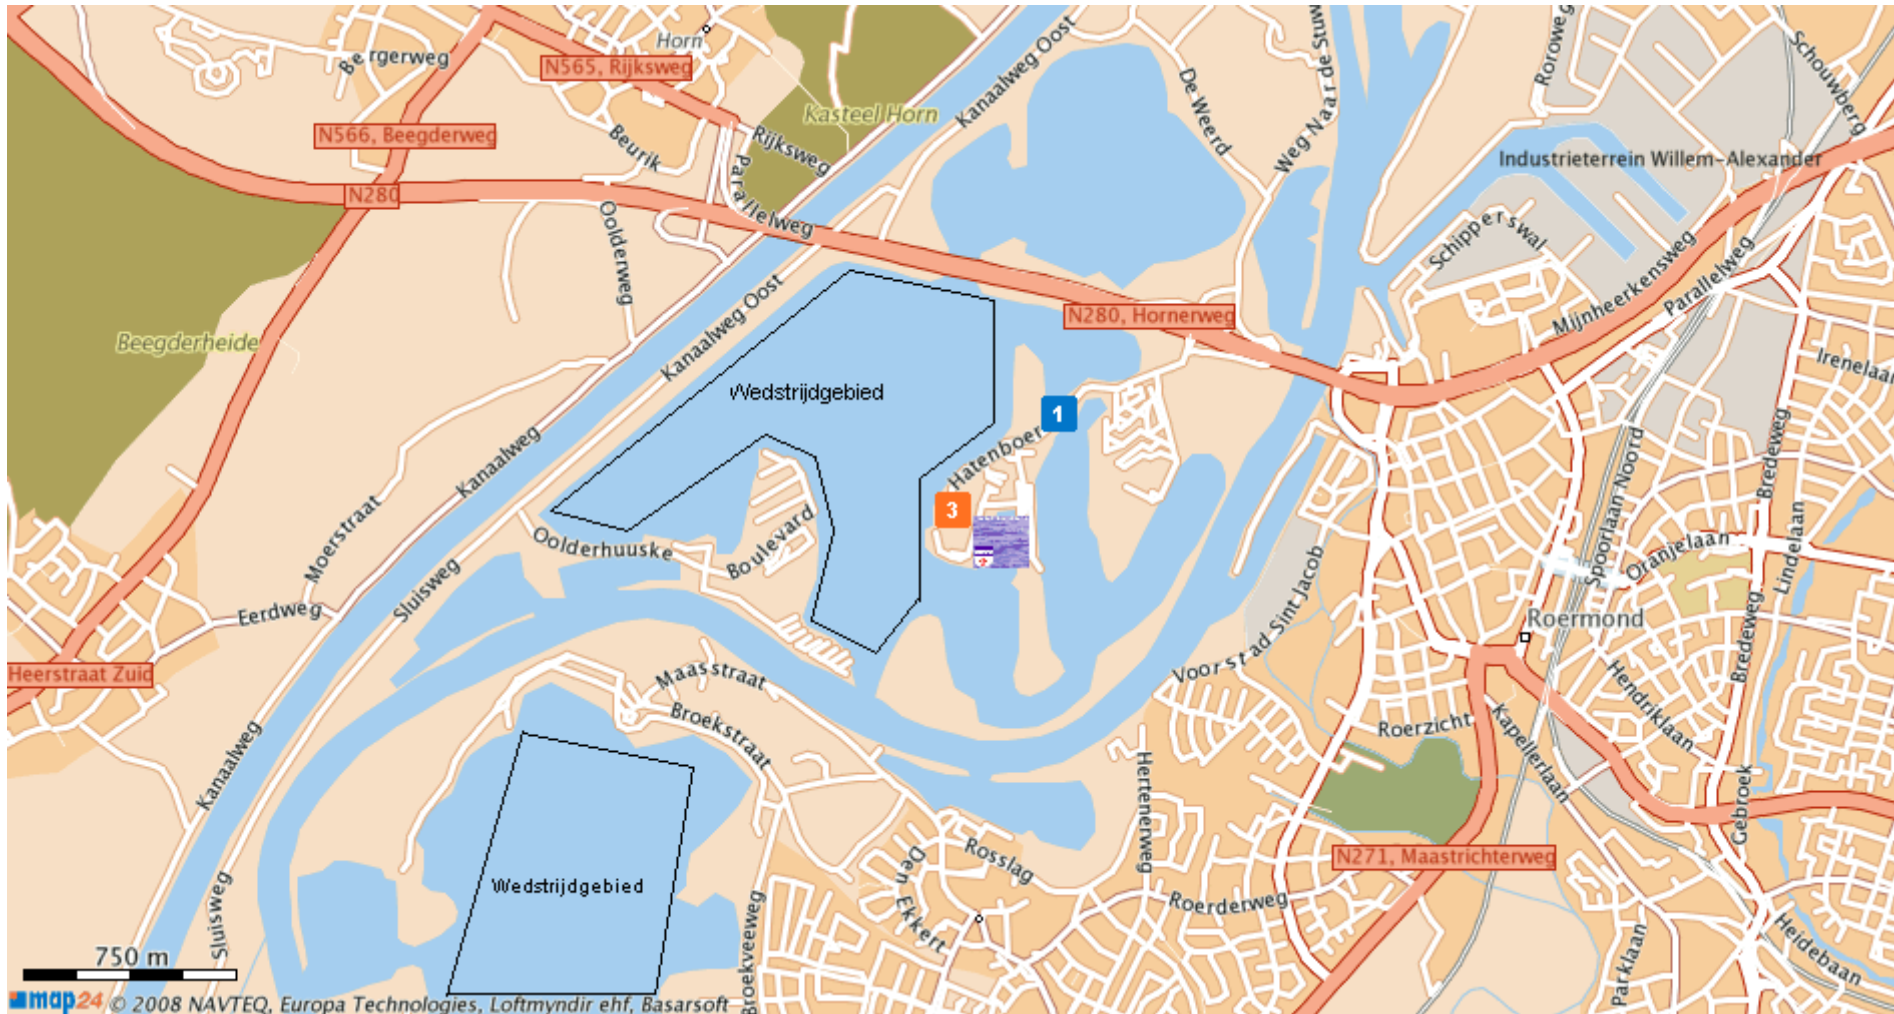 Horn
Bergerweg
N565, Rijksweg
Kanaalweg Oost
De Weerd
Weg Naar de Stuw
Roroweg
Schouwberg
Kasteel Horn
N566, Beegderweg
Beurik
Rijksweg
Parallelweg
Industrieterrein Willem-Alexander
N280
Oolderweg
Schipperswal
Mijnheerkensweg
Parallelweg
N280, Hornerweg
Kanaalweg Oost
Beegderheide
Irenelaan
Wedstrijdgebied
1
Hatenboer
Kanaalweg
Moerstraat
3
Boulevard
Oolderhuuske
Spoorlaan Noord
Bredeweg
Lindelaan
Oranjelaan
Sluisweg
Eerdweg
Voorstad Sint Jacob
Roermond
Heerstraat Zuid
Maasstraat
Broekstraat
Bredeweg
Hendriklaan
Roerzicht
Kapellerlaan
Kanaalweg
Hertenerweg
Gebroek
Rosslag
Den Ekkert
N271, Maastrichterweg
Wedstrijdgebied
Roerderweg
Sluisweg
Broekveeweg
Parklaan
Heidebaan
750 m
map24 © 2008 NAVTEQ, Europa Technologies, Loftmyndir ehf, Basarsoft